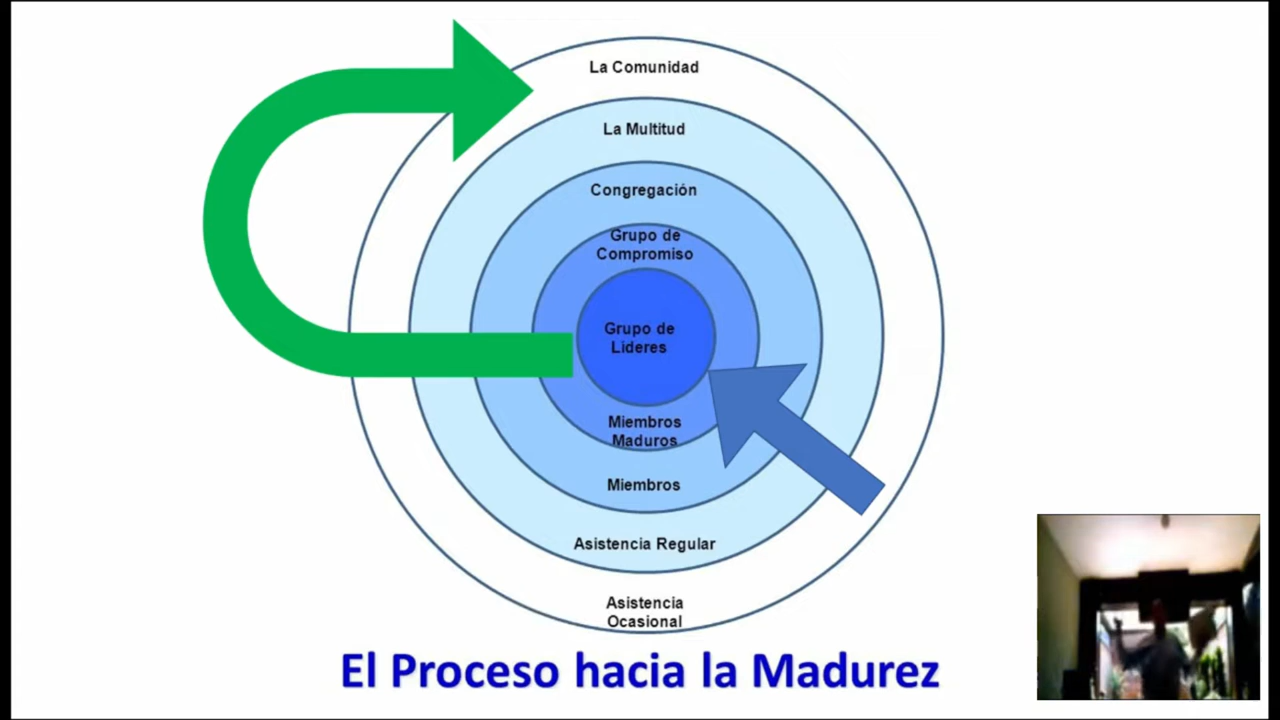 La Comunidad
La Multitud
Congregación
Grupo de
Compromiso
Grupo de
Lideres
Miembros
Maduros
Miembros
Asistencia Regular
Asistencia
Ocasional
El Proceso hacia la Madurez